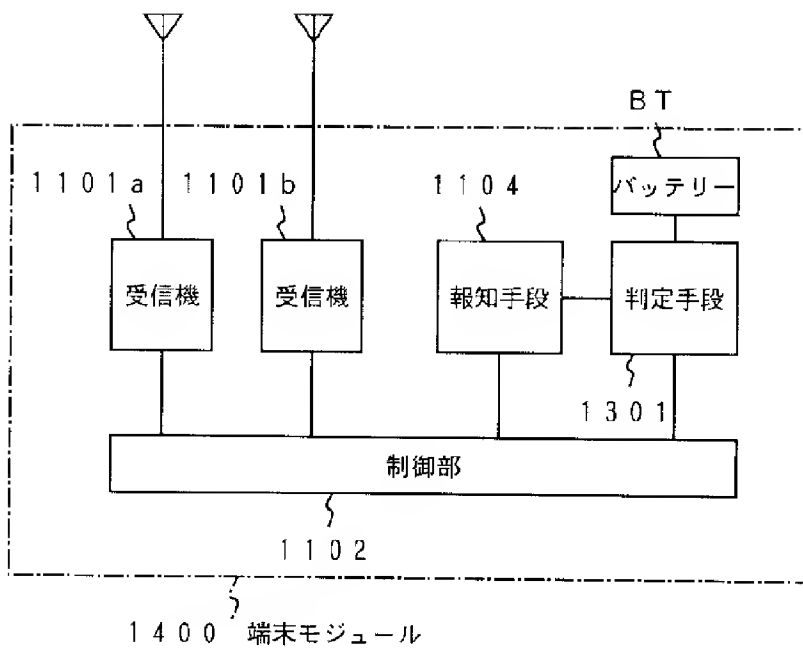 BT
バッテリー
1101a 1101b 1104
受信機 受信機 報知手段 判定手段
1301
制御部
1102
1400 端末モジュール